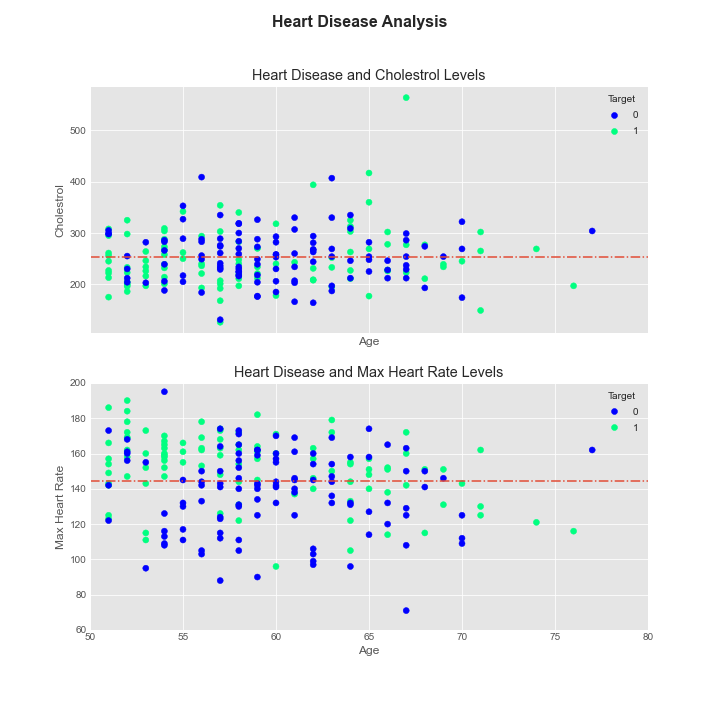 Heart Disease Analysis
Heart Disease and Cholestrol Levels
Target
0
1
500
400
300
200
Cholestrol
Age
Heart Disease and Max Heart Rate Levels
Target
0
1
200
180
160
140
120
100
80
60
Max Heart Rate
50 55 60 65 70 75 80
Age